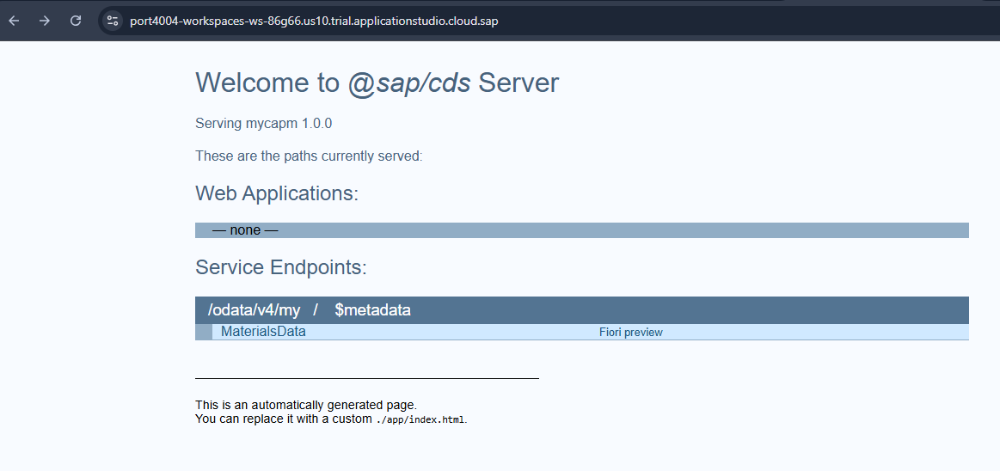 port4004-workspaces-ws-86g66.us10.trial.applicationstudio.cloud.sap
Welcome to @sap/cds Server
Serving mycapm 1.0.0
These are the paths currently served:
Web Applications:
— none —
Service Endpoints:
/odata/v4/my / $metadata
MaterialsData Fiori preview
This is an automatically generated page.
You can replace it with a custom ./app/index.html.